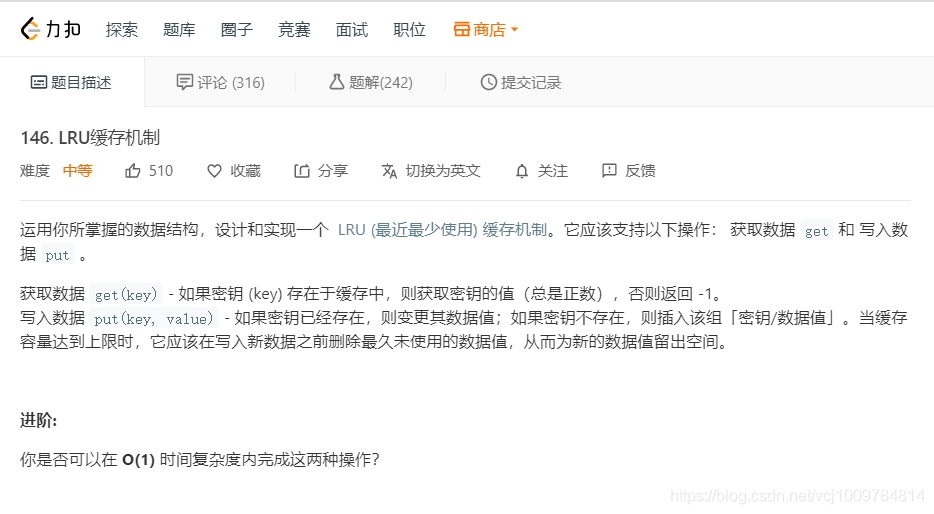 力扣 探索 题库 圈子 竞赛 面试 职位 商店
题目描述 评论 (316) 题解(242) 提交记录
146. LRU缓存机制
难度 中等 510 收藏 分享 切换为英文 关注 反馈
运用你所掌握的数据结构，设计和实现一个 LRU (最近最少使用) 缓存机制。它应该支持以下操作： 获取数据 get 和 写入数
据 put 。
获取数据 get(key) - 如果密钥 (key) 存在于缓存中，则获取密钥的值（总是正数），否则返回 -1。
写入数据 put(key, value) - 如果密钥已经存在，则变更其数据值；如果密钥不存在，则插入该组「密钥/数据值」。当缓存
容量达到上限时，它应该在写入新数据之前删除最久未使用的数据值，从而为新的数据值留出空间。
进阶:
你是否可以在 O(1) 时间复杂度内完成这两种操作？
https://blog.csdn.net/vcj1009784814